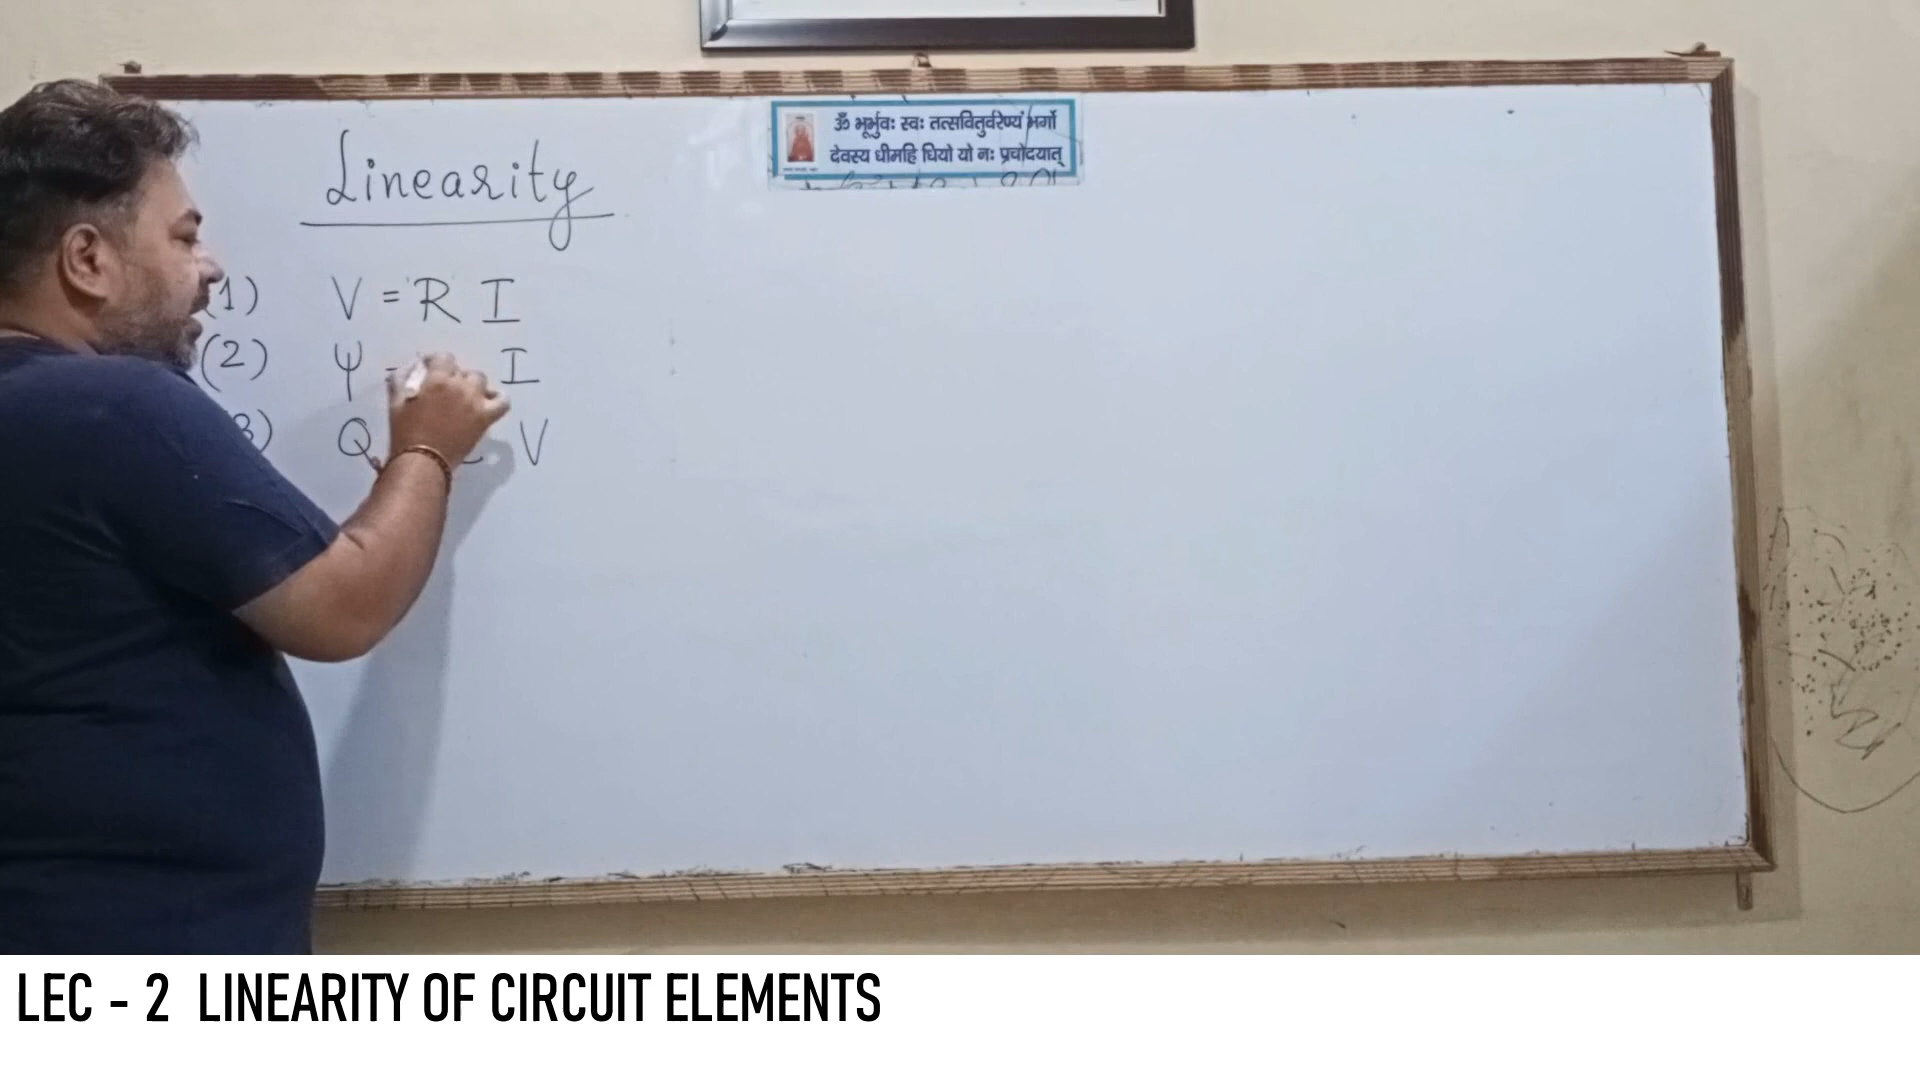 ॐ भूर्भुवः स्वः तत्सवितुर्वरेण्यं भर्गो
देवस्य धीमहि धियो यो नः प्रचोदयात्
Linearity
(1) V = R I
(2) ψ = I
3) Q V
LEC - 2 LINEARITY OF CIRCUIT ELEMENTS